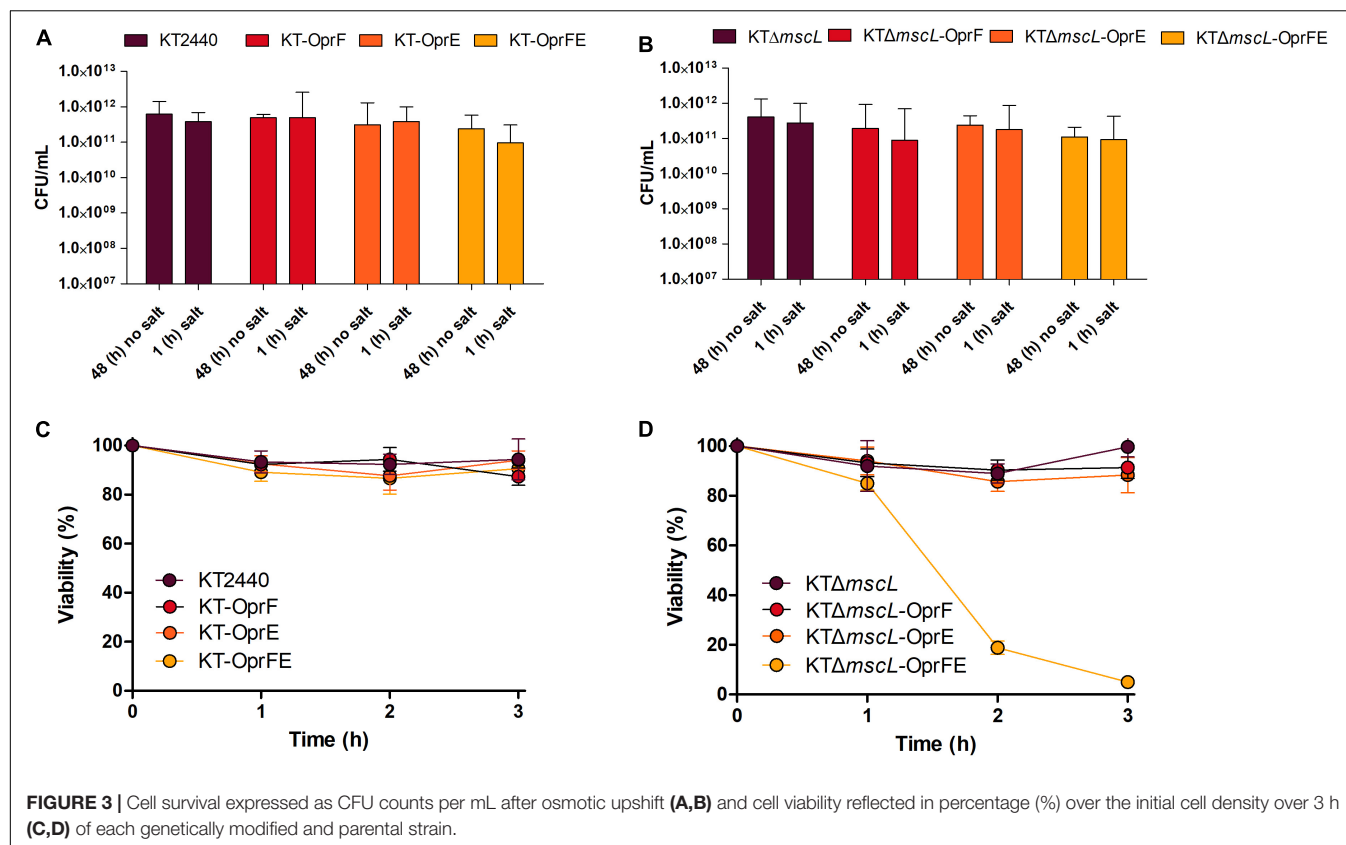 A
KT2440 KT-OprF KT-OprE KT-OprFE
CFU/mL
1.0×10¹³
1.0×10¹²
1.0×10¹¹
1.0×10¹⁰
1.0×10⁰⁹
1.0×10⁰⁸
1.0×10⁰⁷
48 (h) no salt
1 (h) salt
48 (h) no salt
1 (h) salt
48 (h) no salt
1 (h) salt
48 (h) no salt
1 (h) salt
B
KTΔmscL KTΔmscL-OprF KTΔmscL-OprE KTΔmscL-OprFE
CFU/mL
1.0×10¹³
1.0×10¹²
1.0×10¹¹
1.0×10¹⁰
1.0×10⁰⁹
1.0×10⁰⁸
1.0×10⁰⁷
48 (h) no salt
1 (h) salt
48 (h) no salt
1 (h) salt
48 (h) no salt
1 (h) salt
48 (h) no salt
1 (h) salt
C
Viability (%)
100
80
60
40
20
0
KT2440
KT-OprF
KT-OprE
KT-OprFE
0 1 2 3
Time (h)
D
Viability (%)
100
80
60
40
20
0
KTΔmscL
KTΔmscL-OprF
KTΔmscL-OprE
KTΔmscL-OprFE
0 1 2 3
Time (h)
FIGURE 3 | Cell survival expressed as CFU counts per mL after osmotic upshift (A,B) and cell viability reflected in percentage (%) over the initial cell density over 3 h
(C,D) of each genetically modified and parental strain.